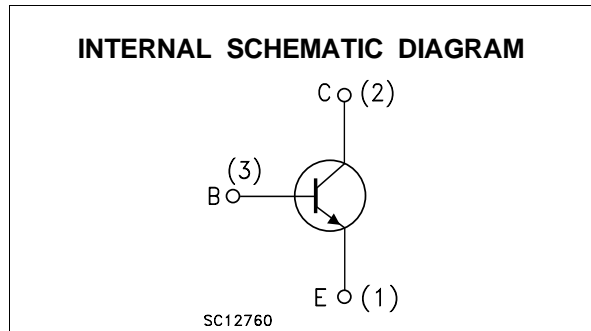 INTERNAL SCHEMATIC DIAGRAM
C (2)
(3)
B
E (1)
SC12760